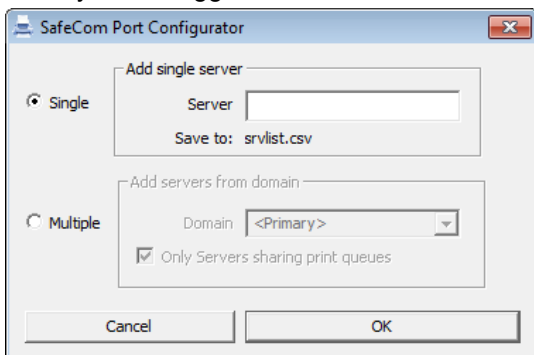 SafeCom Port Configurator
Add single server
Single
Server
Save to: srvlist.csv
Add servers from domain
Multiple
Domain <Primary>
Only Servers sharing print queues
Cancel OK